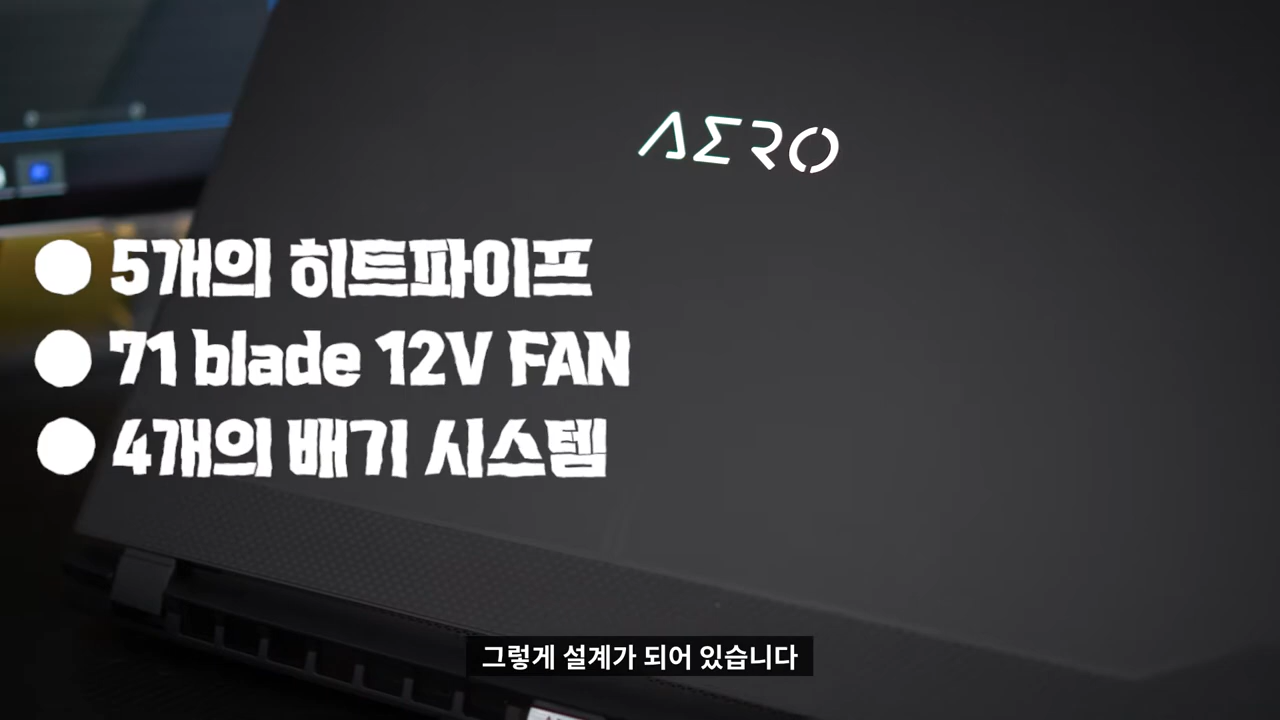 AERO
5개의 히트파이프
71 blade 12V FAN
4개의 배기 시스템
그렇게 설계가 되어 있습니다